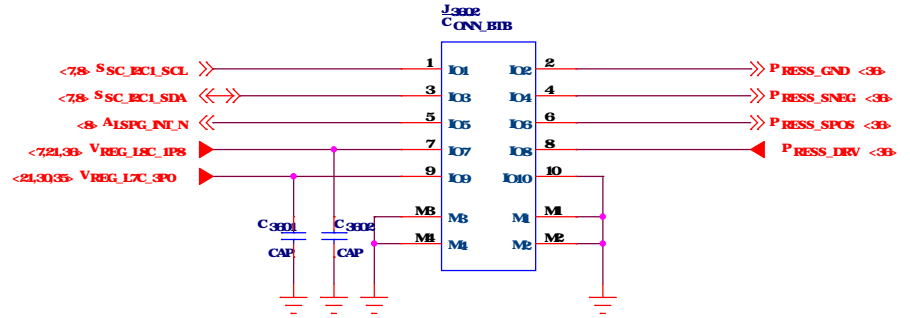 J3602
CONN_BTB
<7,8> SSC_I2C1_SCL 1 IO1 IO2 2 PRESS_GND <36>
<7,8> SSC_I2C1_SDA 3 IO3 IO4 4 PRESS_SNEG <36>
<8> ALSPG_INT_N 5 IO5 IO6 6 PRESS_SPOS <36>
<7,21,36> VREG_L8C_1P8 7 IO7 IO8 8 PRESS_DRV <36>
<21,30,35> VREG_L7C_3P0 9 IO9 IO10 10
M3 M3 M1 M1
C3601 C3602
M4 M4 M2 M2
CAP CAP